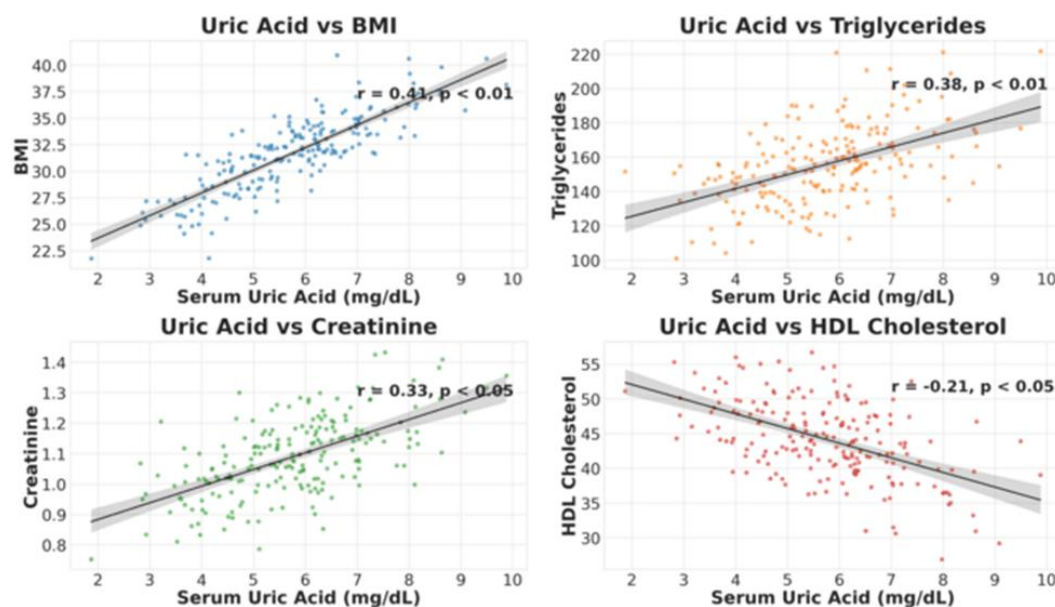 Uric Acid vs BMI
BMI
40.0
37.5
35.0
32.5
30.0
27.5
25.0
22.5
r = 0.41, p < 0.01
2 3 4 5 6 7 8 9 10
Serum Uric Acid (mg/dL)
Uric Acid vs Triglycerides
Triglycerides
220
200
180
160
140
120
100
r = 0.38, p < 0.01
2 3 4 5 6 7 8 9 10
Serum Uric Acid (mg/dL)
Uric Acid vs Creatinine
Creatinine
1.4
1.3
1.2
1.1
1.0
0.9
0.8
r = 0.33, p < 0.05
2 3 4 5 6 7 8 9 10
Serum Uric Acid (mg/dL)
Uric Acid vs HDL Cholesterol
HDL Cholesterol
55
50
45
40
35
30
r = -0.21, p < 0.05
2 3 4 5 6 7 8 9 10
Serum Uric Acid (mg/dL)